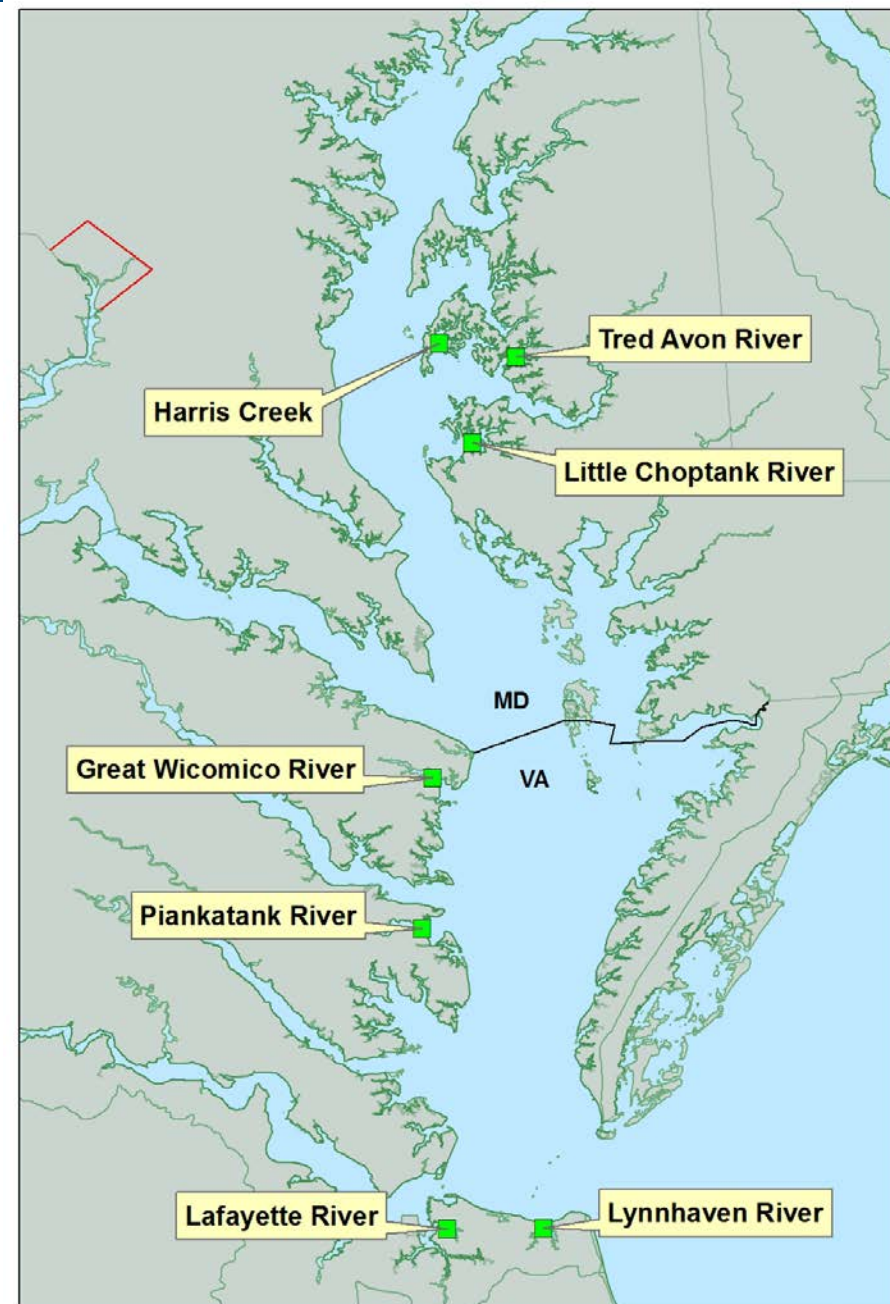 Tred Avon River
Harris Creek
Little Choptank River
MD
Great Wicomico River
VA
Piankatank River
Lafayette River
Lynnhaven River